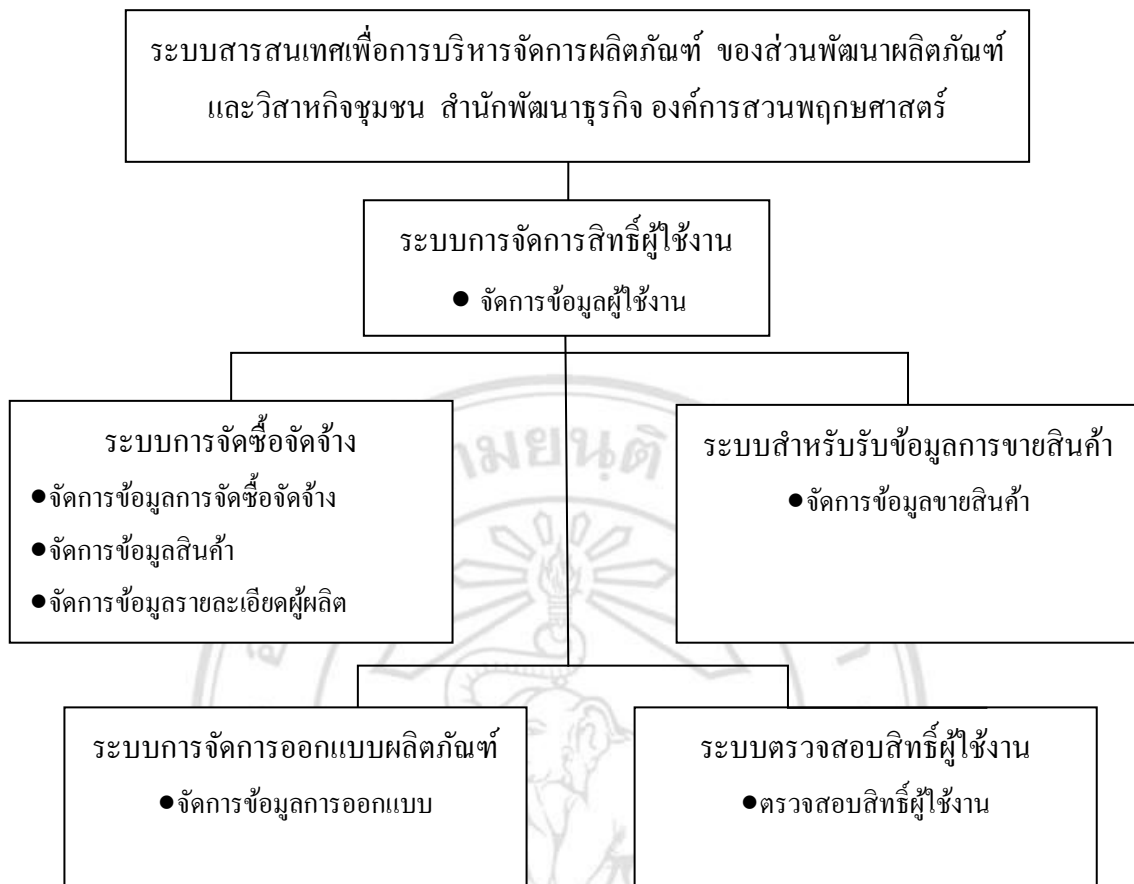 ระบบสารสนเทศเพื่อการบริหารจัดการผลิตภัณฑ์ ของส่วนพัฒนาผลิตภัณฑ์
และวิสาหกิจชุมชน สำนักพัฒนาธุรกิจ องค์การสวนพฤกษศาสตร์
ระบบการจัดการสิทธิ์ผู้ใช้งาน
● จัดการข้อมูลผู้ใช้งาน
ระบบการจัดซื้อจัดจ้าง
●จัดการข้อมูลการจัดซื้อจัดจ้าง
●จัดการข้อมูลสินค้า
●จัดการข้อมูลรายละเอียดผู้ผลิต
ระบบสำหรับรับข้อมูลการขายสินค้า
●จัดการข้อมูลขายสินค้า
ระบบการจัดการออกแบบผลิตภัณฑ์
●จัดการข้อมูลการออกแบบ
ระบบตรวจสอบสิทธิ์ผู้ใช้งาน
●ตรวจสอบสิทธิ์ผู้ใช้งาน